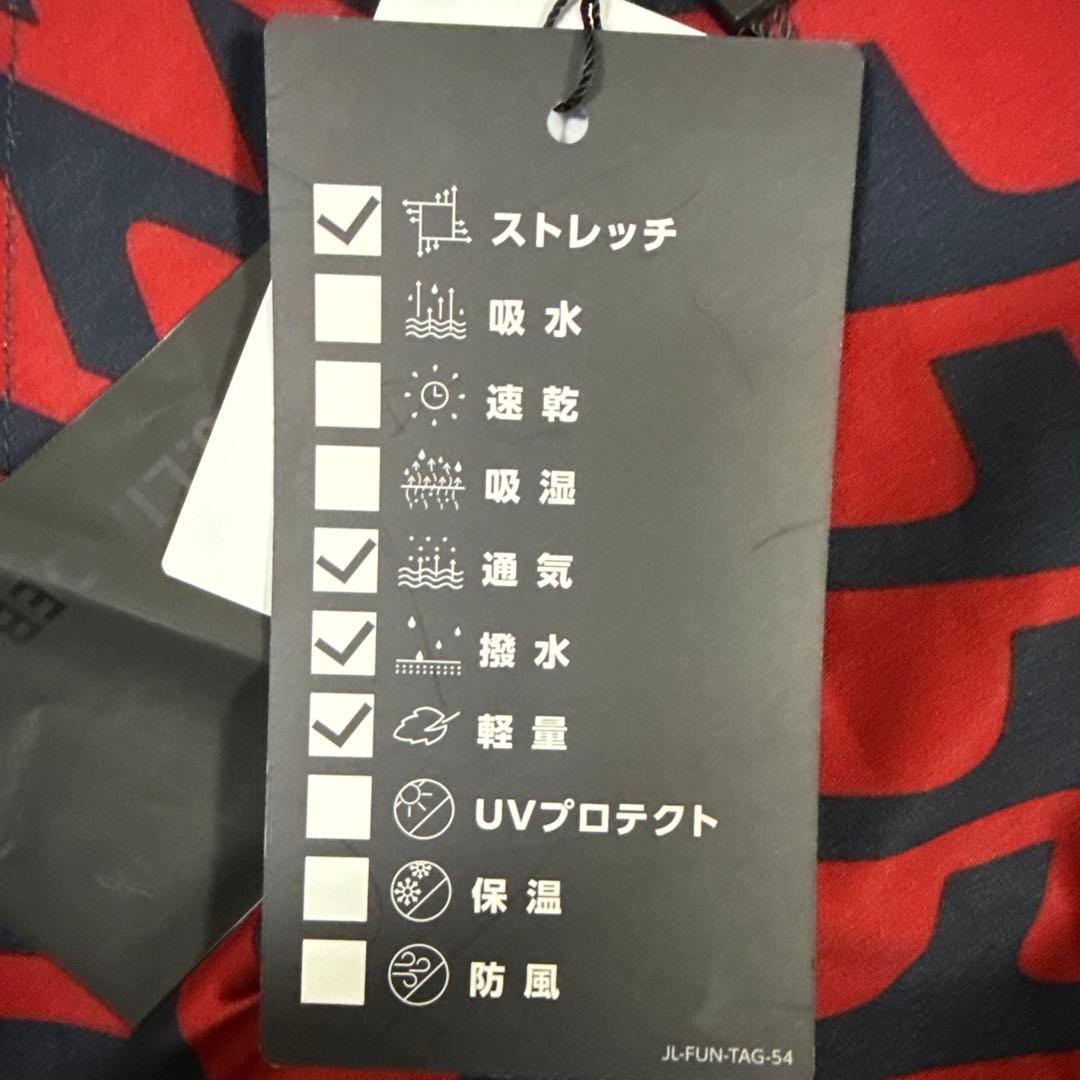 ストレッチ
吸水
速乾
吸湿
通気
撥水
軽量
UVプロテクト
保温
防風
JL-FUN-TAG-54